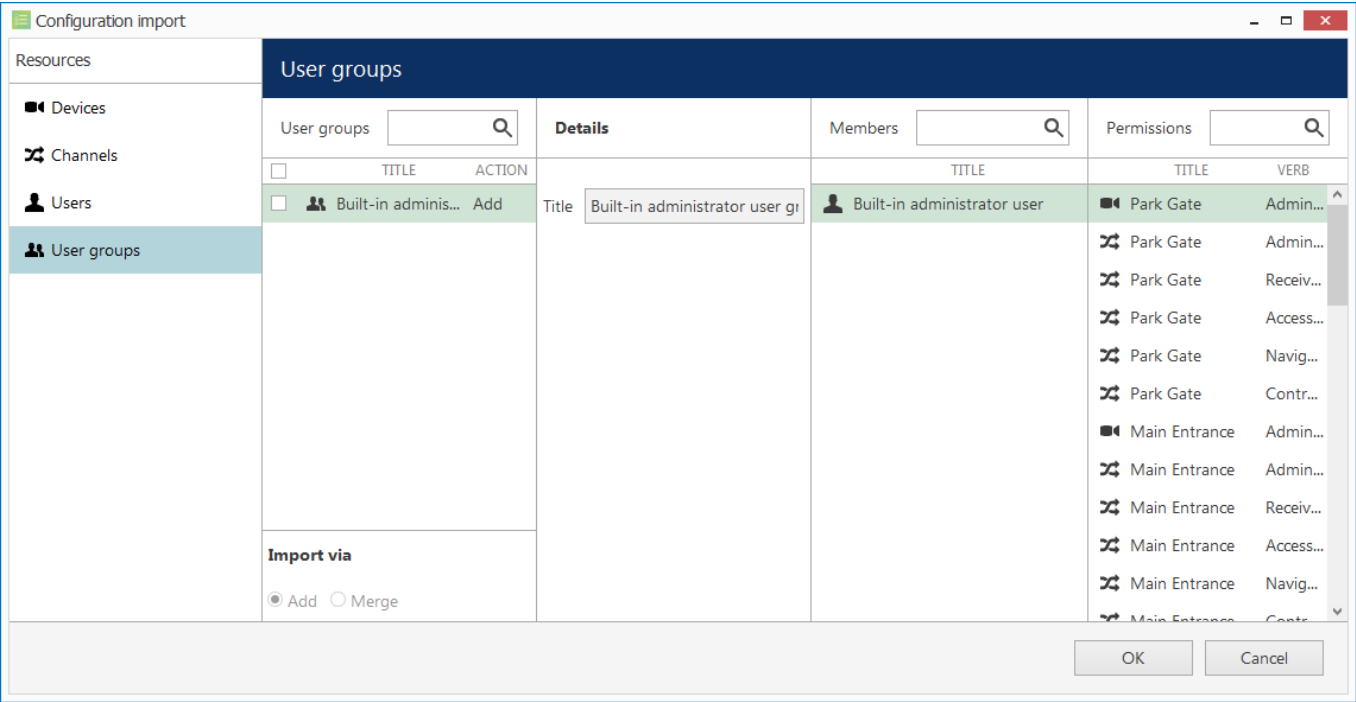 Configuration import
Resources
Devices
Channels
Users
User groups
User groups
User groups
TITLE ACTION
Built-in adminis... Add
Import via
Add Merge
Details
Title Built-in administrator user gr
Members
TITLE
Built-in administrator user
Permissions
TITLE VERB
Park Gate Admin...
Park Gate Admin...
Park Gate Receiv...
Park Gate Access...
Park Gate Navig...
Park Gate Contr...
Main Entrance Admin...
Main Entrance Admin...
Main Entrance Receiv...
Main Entrance Access...
Main Entrance Navig...
Main Entrance Contr...
OK Cancel